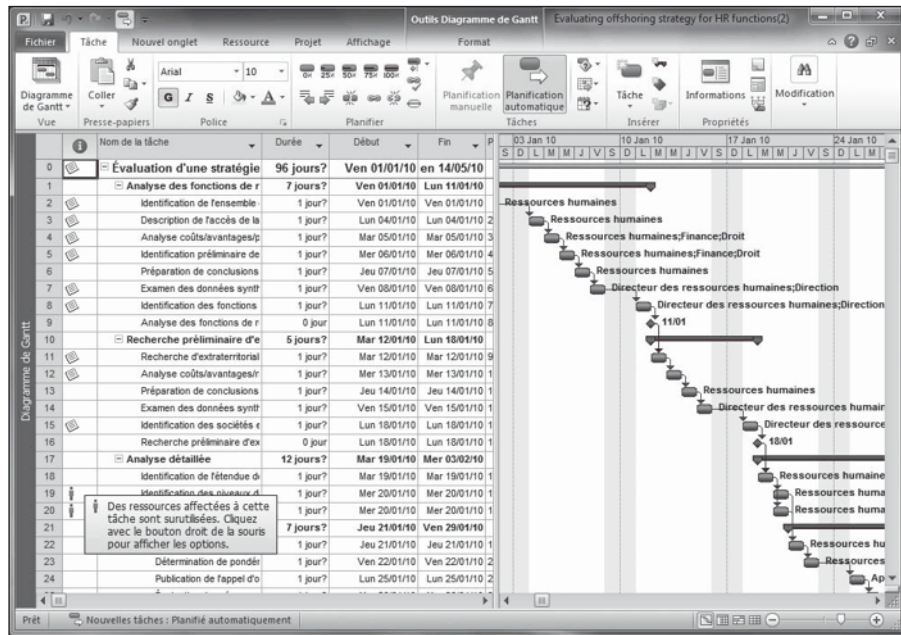 Outils Diagramme de Gantt Evaluating offshoring strategy for HR functions(2)
Fichier Tâche Nouvel onglet Ressource Projet Affichage Format
Diagramme de Gantt
Coller
Arial 10
G I S A
0% 25% 50% 75% 100%
Planification manuelle
Planification automatique
Tâche
Informations
Modification
Vue Presse-papiers Police Planifier Tâches Insérer Propriétés
Nom de la tâche Durée Début Fin P 03 Jan 10 10 Jan 10 17 Jan 10 24 Jan 10
S D L M M J V S D L M M J V S D L M M J V S D L M M
0 Évaluation d'une stratégie 96 jours? Ven 01/01/10 en 14/05/10
1 Analyse des fonctions de r 7 jours? Ven 01/01/10 Lun 11/01/10
2 Identification de l'ensemble 1 jour? Ven 01/01/10 Ven 01/01/10 Ressources humaines
3 Description de l'accès de la 1 jour? Lun 04/01/10 Lun 04/01/10 2 Ressources humaines
4 Analyse coûts/avantages/p 1 jour? Mar 05/01/10 Mar 05/01/10 3 Ressources humaines;Finance;Droit
5 Identification préliminaire de 1 jour? Mer 06/01/10 Mer 06/01/10 4 Ressources humaines;Finance;Droit
6 Préparation de conclusions 1 jour? Jeu 07/01/10 Jeu 07/01/10 5 Ressources humaines
7 Examen des données synth 1 jour? Ven 08/01/10 Ven 08/01/10 6 Directeur des ressources humaines;Direction
8 Identification des fonctions 1 jour? Lun 11/01/10 Lun 11/01/10 7 Directeur des ressources humaines;Direction
9 Analyse des fonctions de r 0 jour Lun 11/01/10 Lun 11/01/10 8 11/01
10 Recherche préliminaire d'e 5 jours? Mar 12/01/10 Lun 18/01/10
11 Recherche d'extraterritorial 1 jour? Mar 12/01/10 Mar 12/01/10 9
12 Analyse coûts/avantages/r 1 jour? Mer 13/01/10 Mer 13/01/10 1
13 Préparation de conclusions 1 jour? Jeu 14/01/10 Jeu 14/01/10 1 Ressources humaines
14 Examen des données synth 1 jour? Ven 15/01/10 Ven 15/01/10 1 Directeur des ressources humair
15 Identification des sociétés e 1 jour? Lun 18/01/10 Lun 18/01/10 1 Directeur des ressource
16 Recherche préliminaire d'ex 0 jour Lun 18/01/10 Lun 18/01/10 1 18/01
17 Analyse détaillée 12 jours? Mar 19/01/10 Mer 03/02/10
18 Identification de l'étendue de 1 jour? Mar 19/01/10 Mar 19/01/10 1 Ressources humaine
19 Identification des niveaux d 1 jour? Mer 20/01/10 Mer 20/01/10 1 Ressources huma
20 1 jour? Mer 20/01/10 Mer 20/01/10 1 Ressources huma
Des ressources affectées à cette
tâche sont surutilisées. Cliquez
avec le bouton droit de la souris
pour afficher les options.
21 7 jours? Jeu 21/01/10 Ven 29/01/10
22 1 jour? Jeu 21/01/10 Jeu 21/01/10 1 Ressources hu
23 Détermination de pondér 1 jour? Ven 22/01/10 Ven 22/01/10 2 Ressources
24 Publication de l'appel d'o 1 jour? Lun 25/01/10 Lun 25/01/10 2 Ap
Diagramme de Gantt
Prêt Nouvelles tâches : Planifié automatiquement